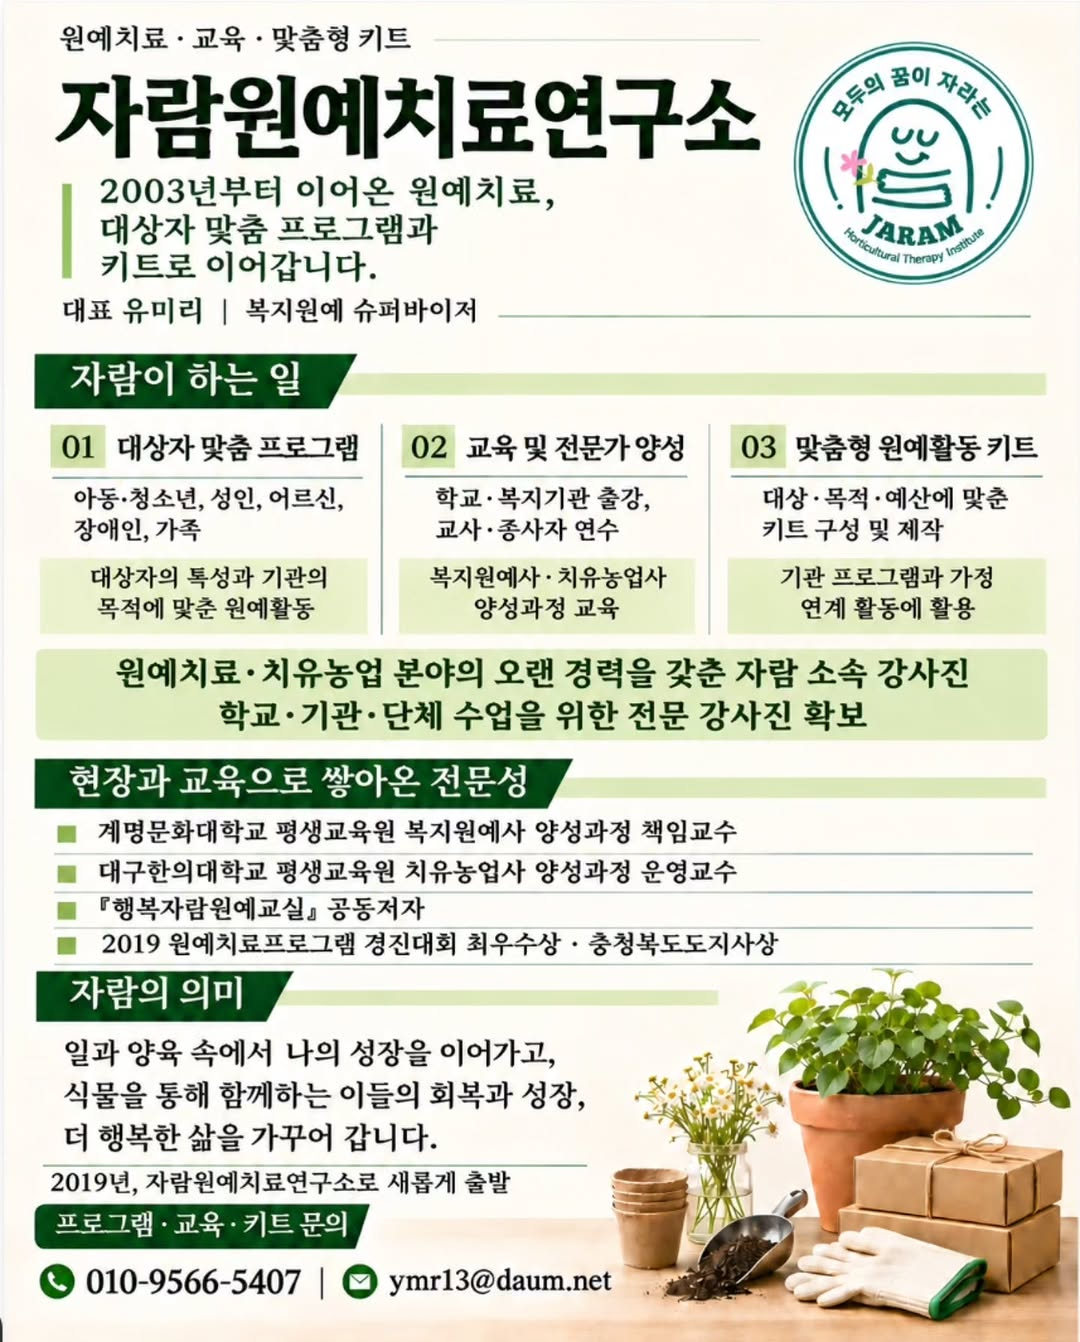 원예치료 · 교육 · 맞춤형 키트
자람원예치료연구소
모두의 꿈이 자라는
JARAM
Horticultural Therapy Institute
2003년부터 이어온 원예치료,
대상자 맞춤 프로그램과
키트로 이어갑니다.
대표 유미리 | 복지원예 슈퍼바이저
자람이 하는 일
01 대상자 맞춤 프로그램
아동·청소년, 성인, 어르신,
장애인, 가족
대상자의 특성과 기관의
목적에 맞춘 원예활동
02 교육 및 전문가 양성
학교·복지기관 출강,
교사·종사자 연수
복지원예사·치유농업사
양성과정 교육
03 맞춤형 원예활동 키트
대상·목적·예산에 맞춘
키트 구성 및 제작
기관 프로그램과 가정
연계 활동에 활용
원예치료·치유농업 분야의 오랜 경력을 갖춘 자람 소속 강사진
학교·기관·단체 수업을 위한 전문 강사진 확보
현장과 교육으로 쌓아온 전문성
계명문화대학교 평생교육원 복지원예사 양성과정 책임교수
대구한의대학교 평생교육원 치유농업사 양성과정 운영교수
『행복자람원예교실』 공동저자
2019 원예치료프로그램 경진대회 최우수상 · 충청북도도지사상
자람의 의미
일과 양육 속에서 나의 성장을 이어가고,
식물을 통해 함께하는 이들의 회복과 성장,
더 행복한 삶을 가꾸어 갑니다.
2019년, 자람원예치료연구소로 새롭게 출발
프로그램 · 교육 · 키트 문의
010-9566-5407 | ymr13@daum.net